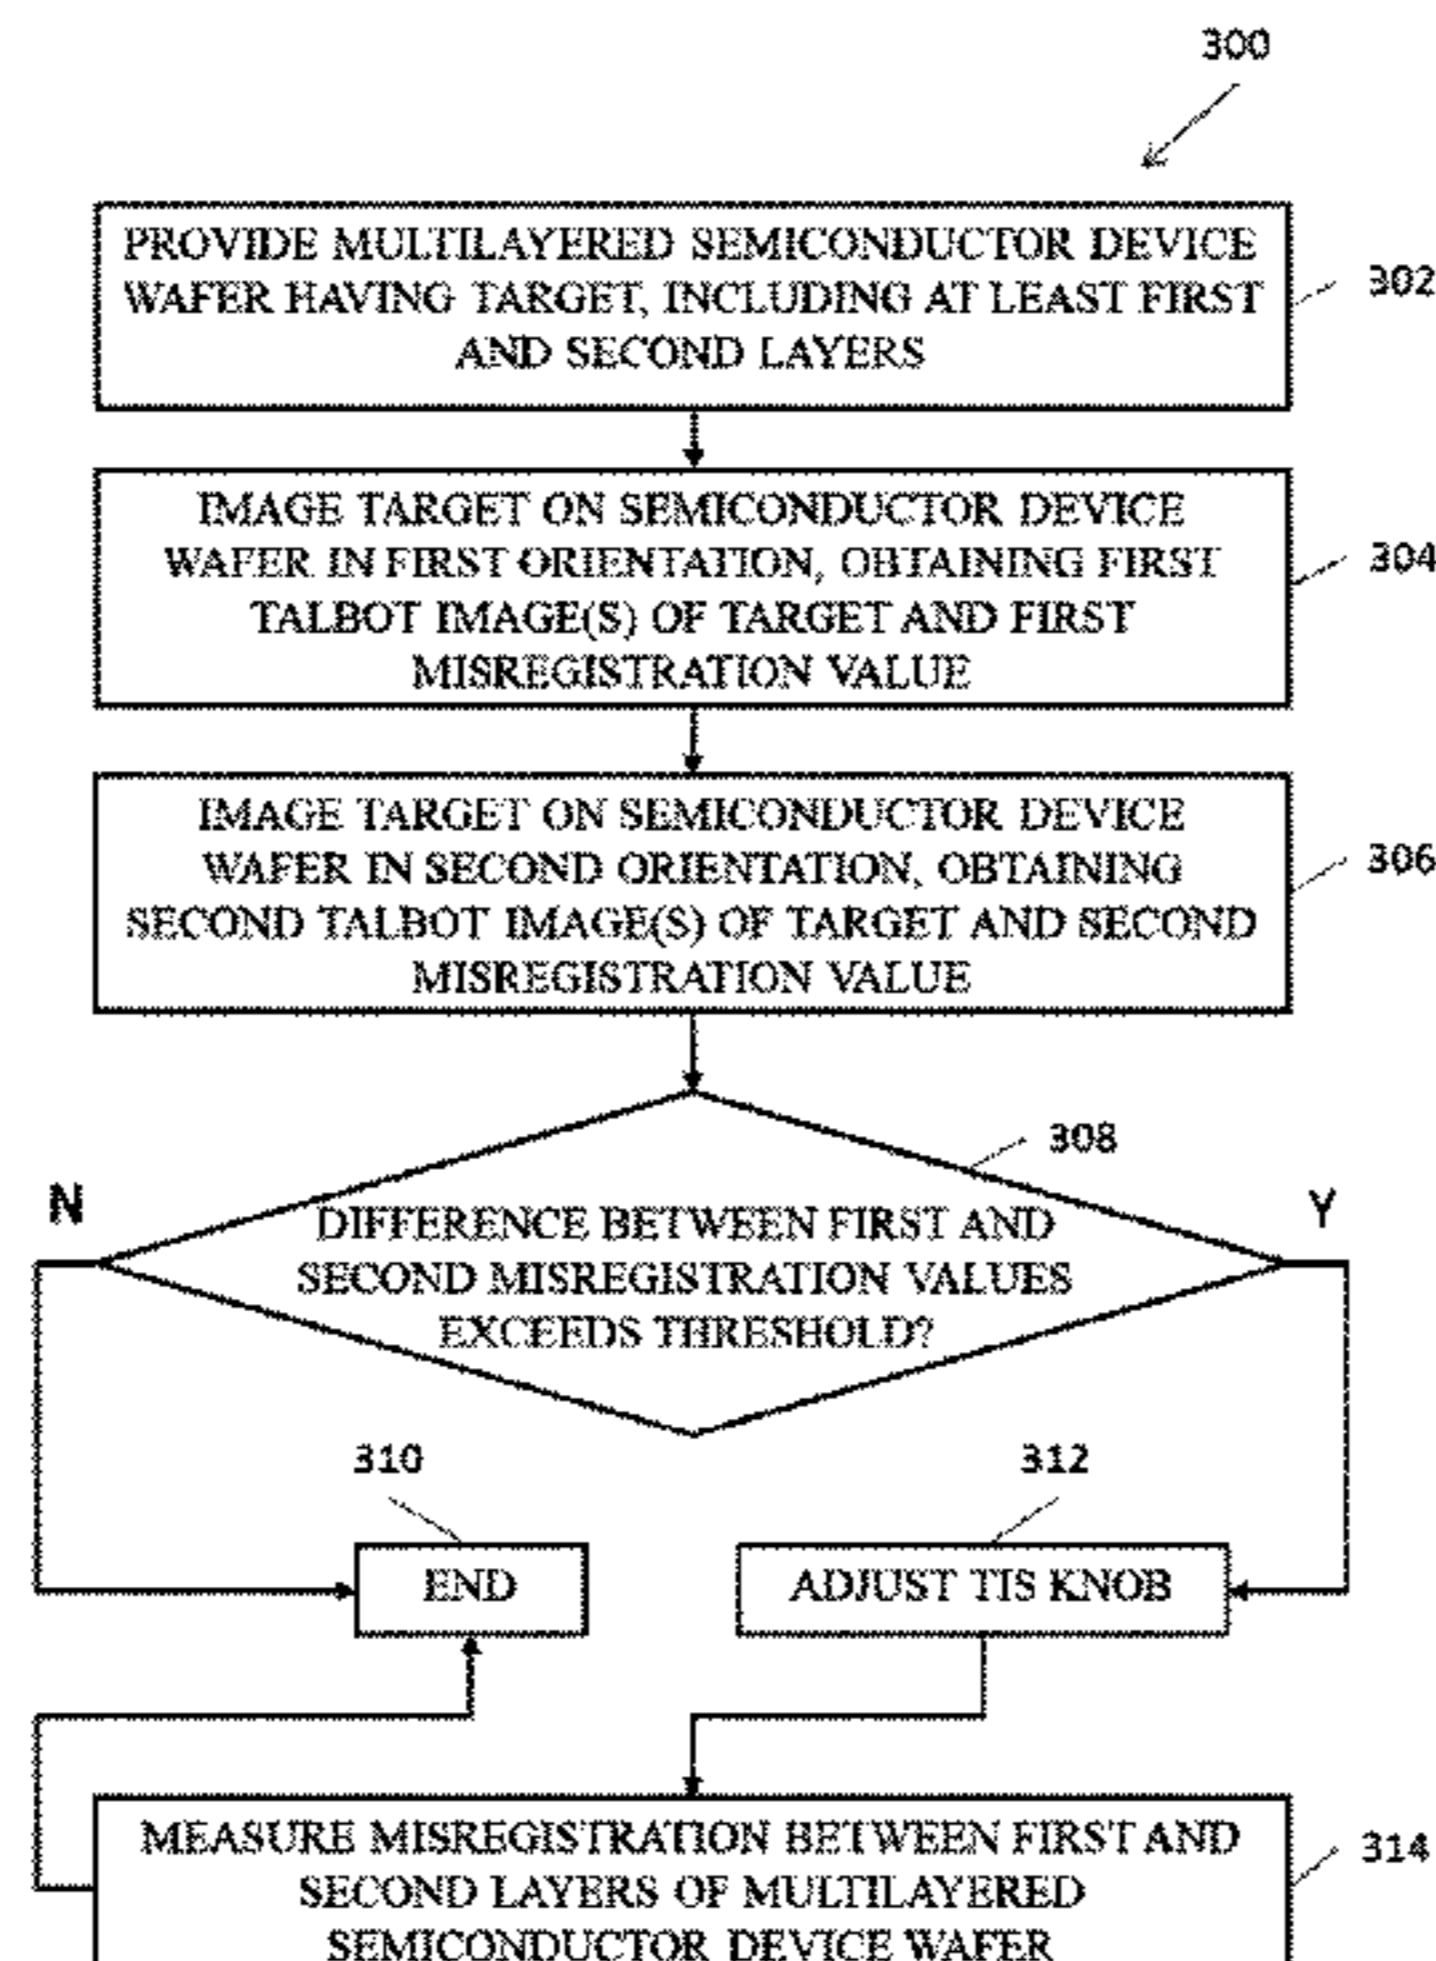 300
PROVIDE MULTILAYERED SEMICONDUCTOR DEVICE
WAFER HAVING TARGET, INCLUDING AT LEAST FIRST
AND SECOND LAYERS
302
IMAGE TARGET ON SEMICONDUCTOR DEVICE
WAFER IN FIRST ORIENTATION, OBTAINING FIRST
TALBOT IMAGE(S) OF TARGET AND FIRST
MISREGISTRATION VALUE
304
IMAGE TARGET ON SEMICONDUCTOR DEVICE
WAFER IN SECOND ORIENTATION, OBTAINING
SECOND TALBOT IMAGE(S) OF TARGET AND SECOND
MISREGISTRATION VALUE
306
308
N
Y
DIFFERENCE BETWEEN FIRST AND
SECOND MISREGISTRATION VALUES
EXCEEDS THRESHOLD?
310
312
END
ADJUST TIS KNOB
MEASURE MISREGISTRATION BETWEEN FIRST AND
SECOND LAYERS OF MULTILAYERED
SEMICONDUCTOR DEVICE WAFER
314